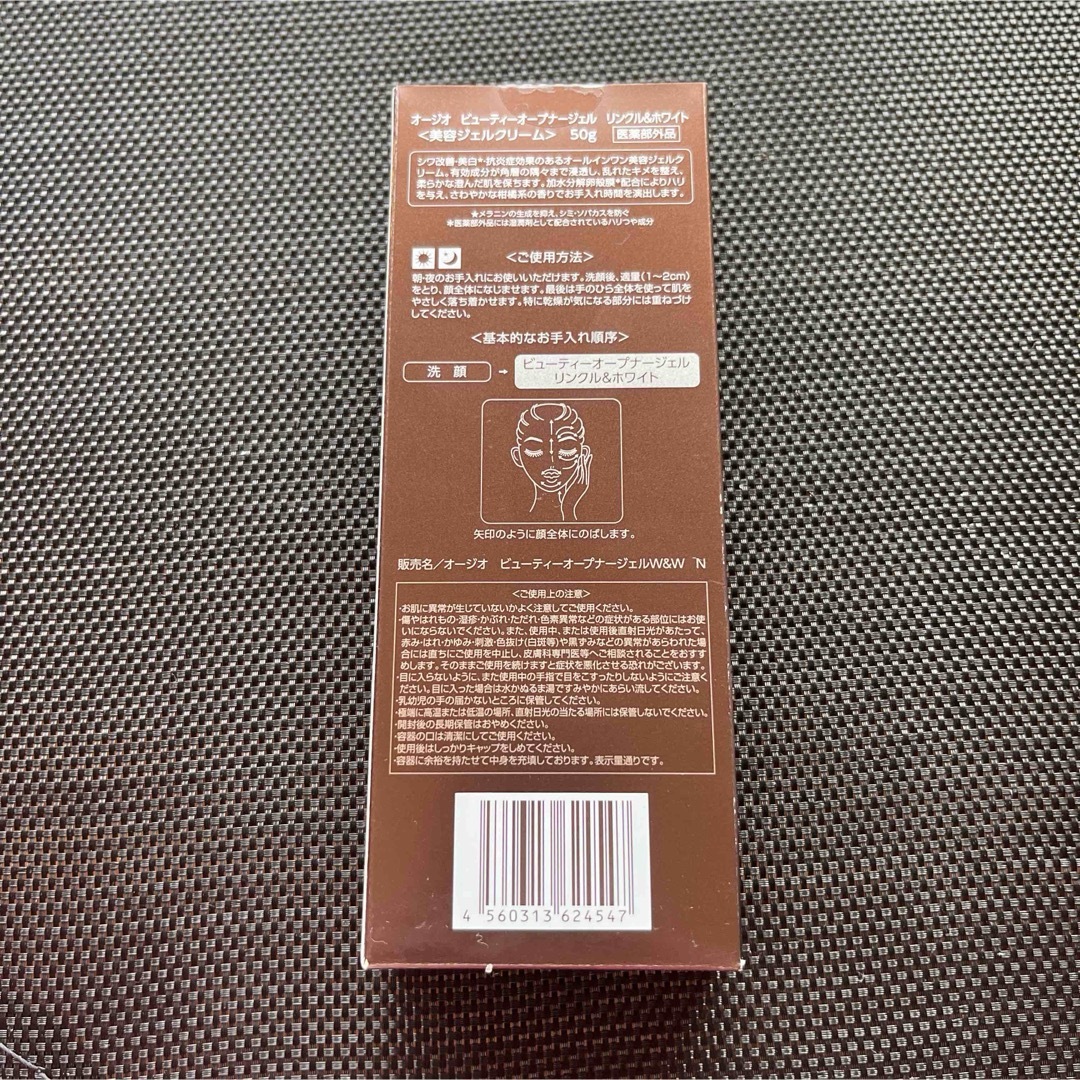 オージオ ビューティーオープナージェル リンクル&ホワイト
＜美容ジェルクリーム＞ 50g 医薬部外品
シワ改善・美白★・抗炎症効果のあるオールインワン美容ジェルク
リーム。有効成分が角層の隅々まで浸透し、乱れたキメを整え、
柔らかな澄んだ肌を保ちます。加水分解卵殻膜＊配合によりハリ
を与え、さわやかな柑橘系の香りでお手入れ時間を演出します。
★メラニンの生成を抑え、シミ・ソバカスを防ぐ
＊医薬部外品には湿潤剤として配合されているハリつや成分
＜ご使用方法＞
朝・夜のお手入れにお使いいただけます。洗顔後、適量(1〜2cm)
をとり、顔全体になじませます。最後は手のひら全体を使って肌を
やさしく落ち着かせます。特に乾燥が気になる部分には重ねづけ
してください。
＜基本的なお手入れ順序＞
洗顔 → ビューティーオープナージェル
リンクル&ホワイト
矢印のように顔全体にのばします。
販売名／オージオ ビューティーオープナージェルW&W N
＜ご使用上の注意＞
・お肌に異常が生じていないかよく注意してご使用ください。
・傷やはれもの・湿疹・かぶれ・ただれ・色素異常などの症状がある部位にはお使
いにならないでください。また、使用中、または使用後直射日光があたって、
赤み・はれ・かゆみ・刺激・色抜け(白斑等)や黒ずみなどの異常があらわれた場
合には直ちにご使用を中止し、皮膚科専門医等へご相談されることをおすす
めします。そのままご使用を続けますと症状を悪化させる恐れがございます。
・目に入らないように、また使用中の手指で目をこすったりしないようにご注意く
ださい。目に入った場合は水かぬるま湯ですみやかにあらい流してください。
・乳幼児の手の届かないところに保管してください。
・極端に高温または低温の場所、直射日光の当たる場所には保管しないでください。
・開封後の長期保管はおやめください。
・容器の口は清潔にしてご使用ください。
・使用後はしっかりキャップをしめてください。
・容器に余裕を持たせて中身を充填しております。表示量通りです。
4 560313 624547